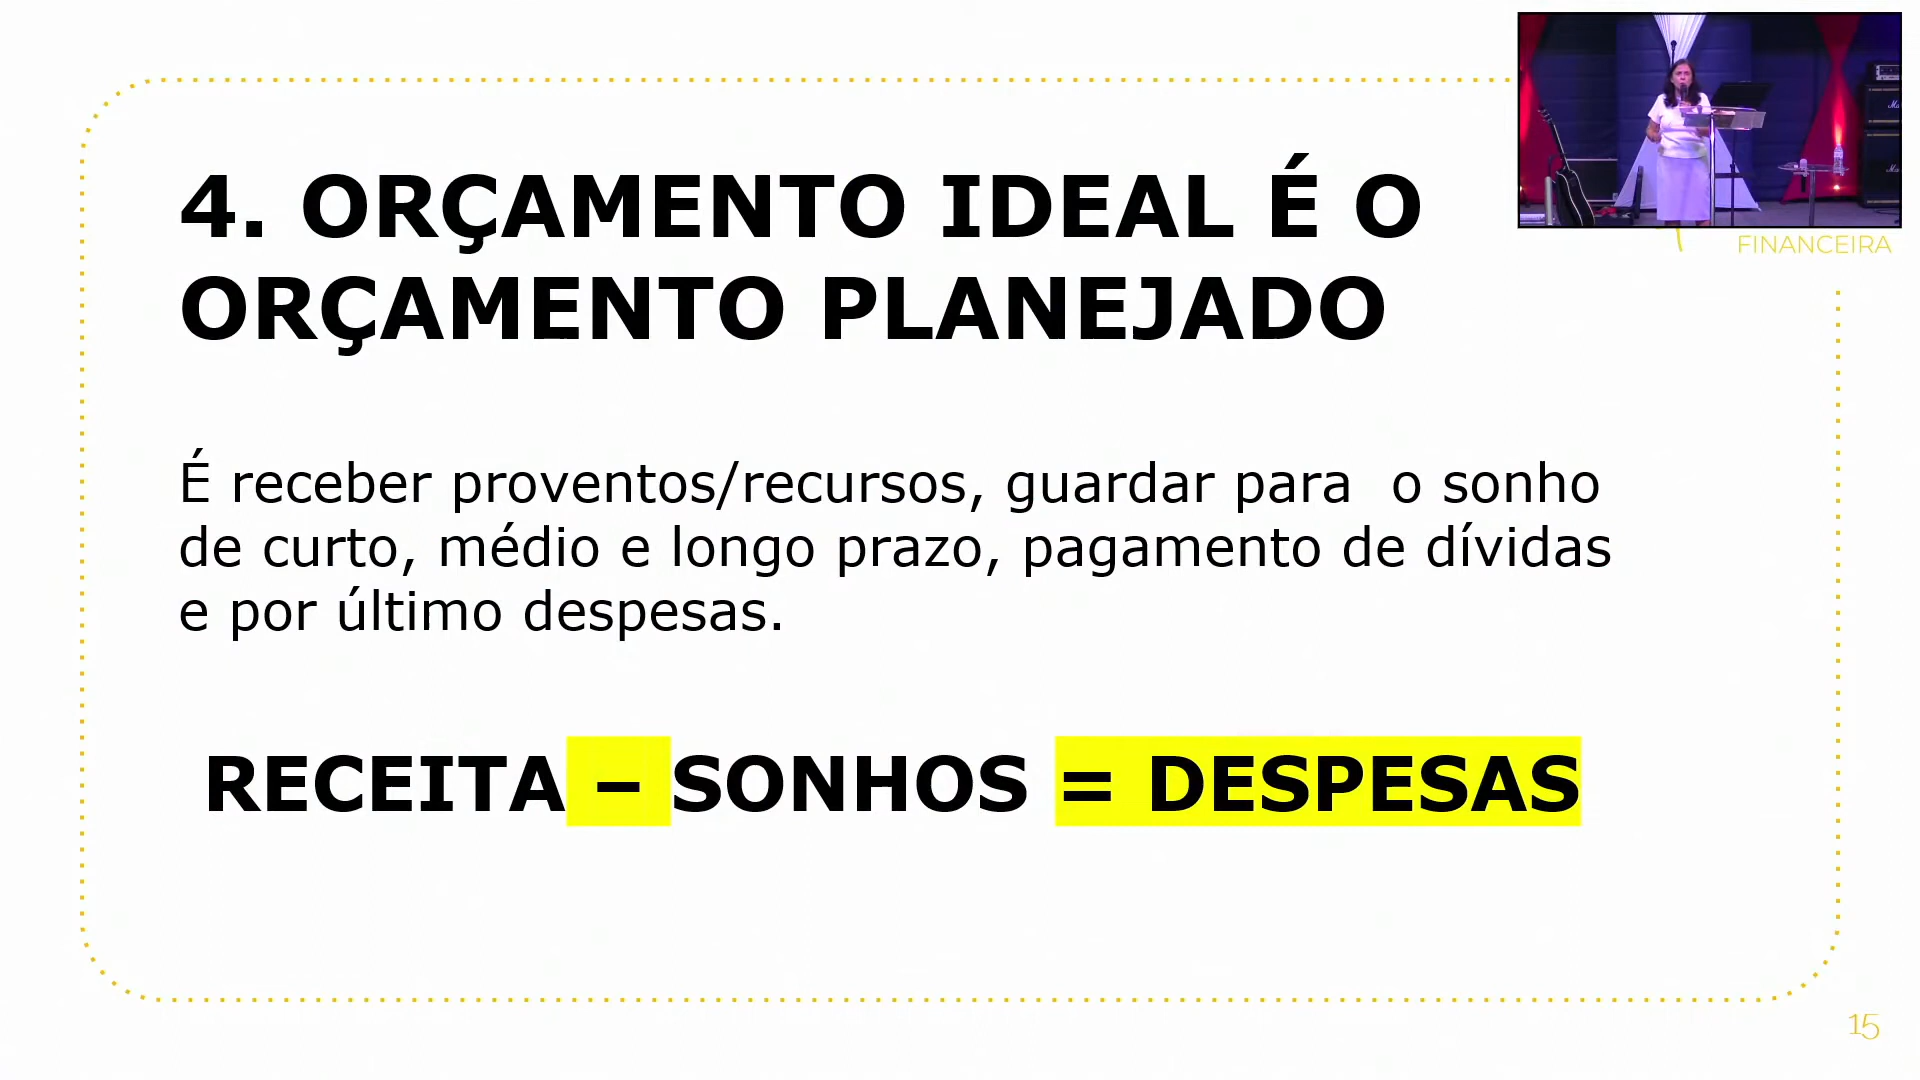 4. ORÇAMENTO IDEAL É O
ORÇAMENTO PLANEJADO
FINANCEIRA
É receber proventos/recursos, guardar para  o sonho
de curto, médio e longo prazo, pagamento de dívidas
e por último despesas.
RECEITA – SONHOS = DESPESAS
15